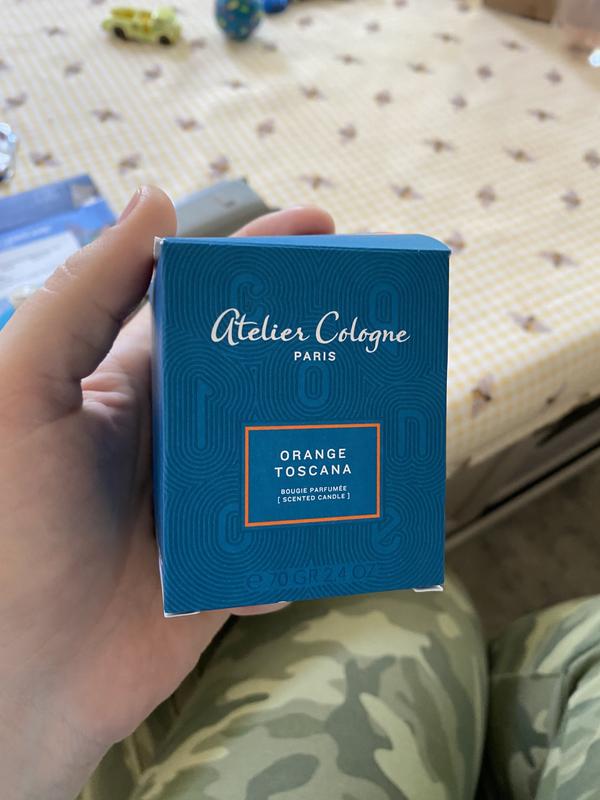 Atelier Cologne
PARIS
ORANGE
TOSCANA
BOUGIE PARFUMÉE
[ SCENTED CANDLE ]
e 70 GR 2.4 OZ